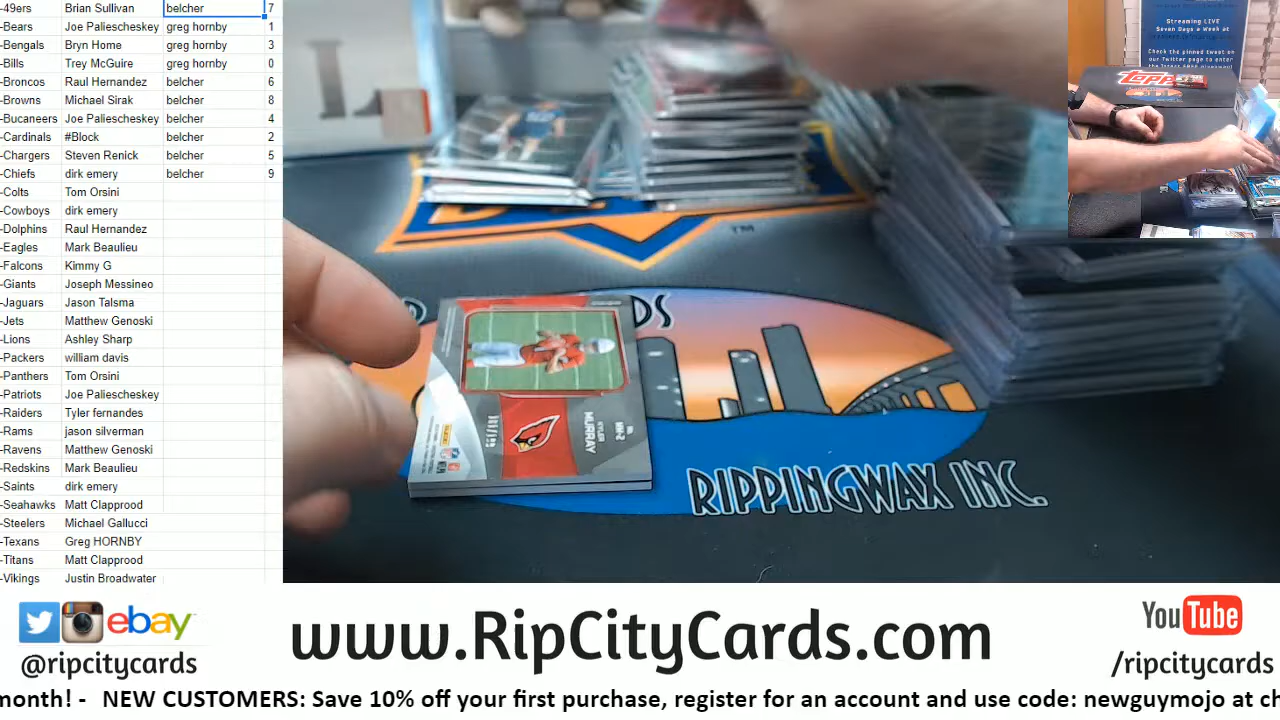 -49ers Brian Sullivan belcher 7
-Bears Joe Paliescheskey greg hornby 1
-Bengals Bryn Home greg hornby 3
-Bills Trey McGuire greg hornby 0
-Broncos Raul Hernandez belcher 6
-Browns Michael Sirak belcher 8
-Bucaneers Joe Paliescheskey belcher 4
-Cardinals #Block belcher 2
-Chargers Steven Renick belcher 5
-Chiefs dirk emery belcher 9
-Colts Tom Orsini
-Cowboys dirk emery
-Dolphins Raul Hernandez
-Eagles Mark Beaulieu
-Falcons Kimmy G
-Giants Joseph Messineo
-Jaguars Jason Talsma
-Jets Matthew Genoski
-Lions Ashley Sharp
-Packers william davis
-Panthers Tom Orsini
-Patriots Joe Paliescheskey
-Raiders Tyler fernandes
-Rams jason silverman
-Ravens Matthew Genoski
-Redskins Mark Beaulieu
-Saints dirk emery
-Seahawks Matt Clapprood
-Steelers Michael Gallucci
-Texans Greg HORNBY
-Titans Matt Clapprood
-Vikings Justin Broadwater
Streaming LIVE
Seven Days a Week at
Check the pinned tweet on
our Twitter page to enter
Topps
TM
DS
KYLER
MURRAY
RIPPINGWAX INC.
ebay
@ripcitycards
www.RipCityCards.com
YouTube
/ripcitycards
month! - NEW CUSTOMERS: Save 10% off your first purchase, register for an account and use code: newguymojo at ch